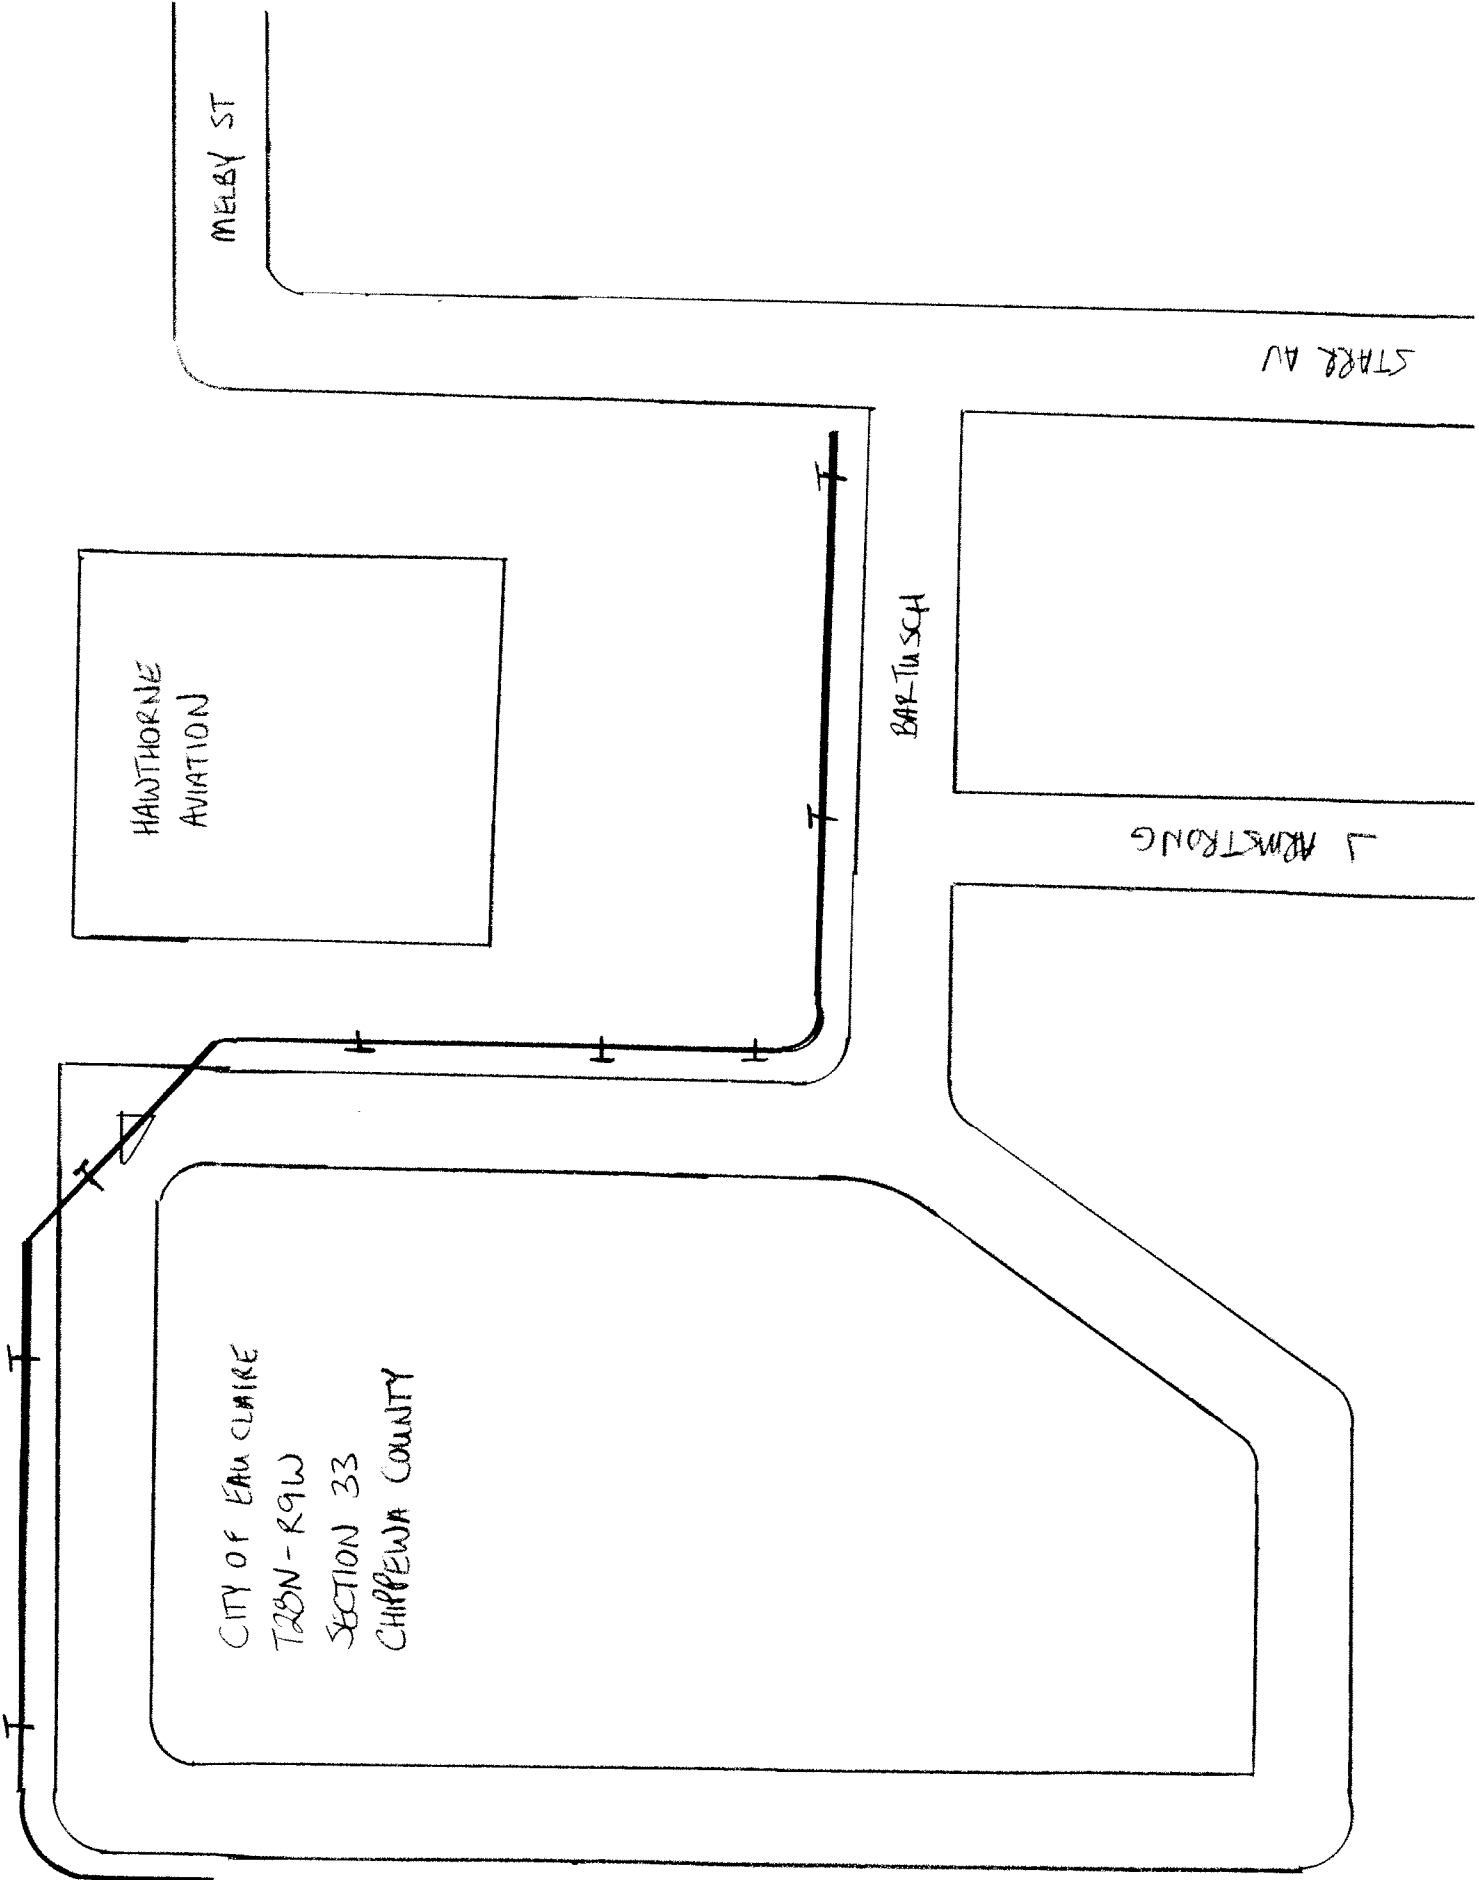 MELBY ST
STARR AV
HAWTHORNE
AVIATION
BARTUSCH
J ARMSTRONG
CITY OF EAU CLAIRE
T28N-R9W
SECTION 33
CHIPPEWA COUNTY